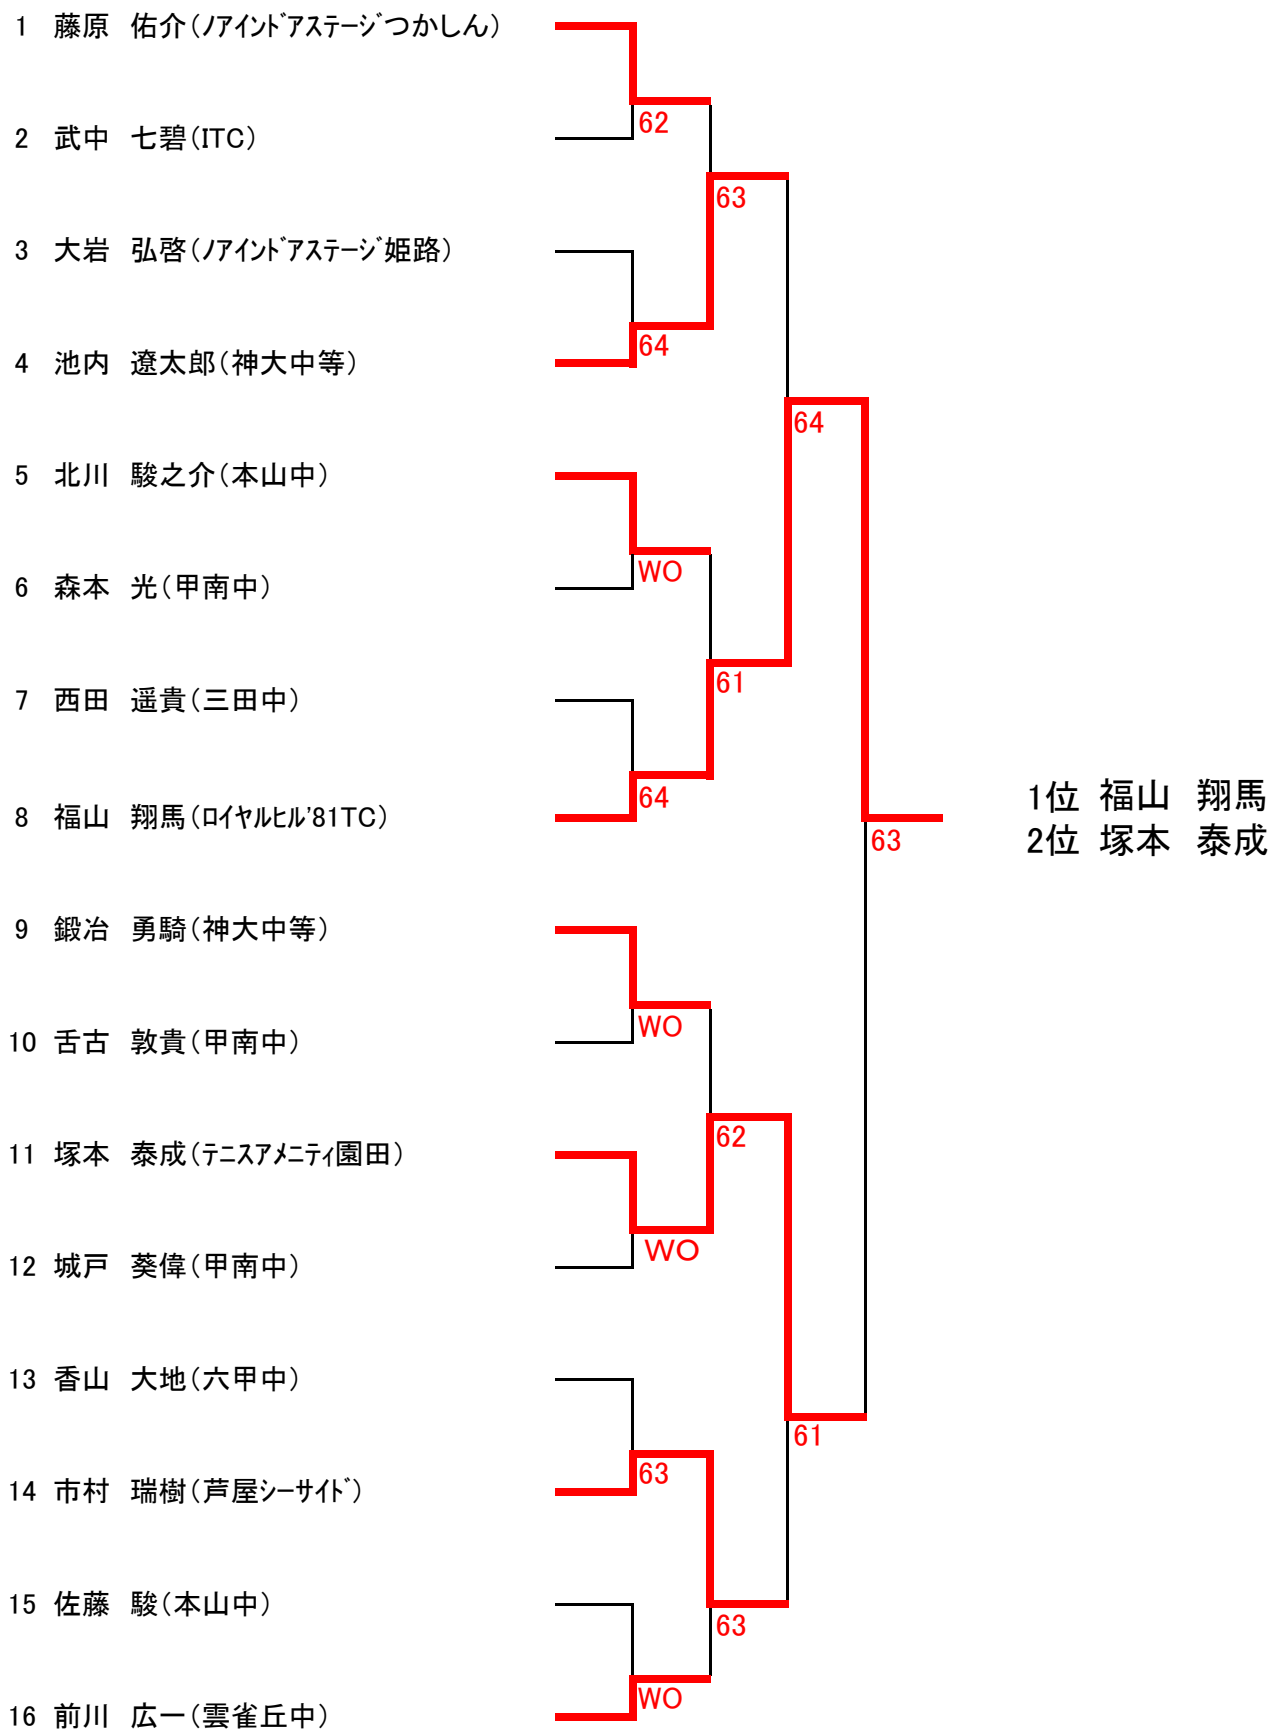 1 藤原 佑介(ノアインドアステージつかしん)
62
2 武中 七碧(ITC)
63
3 大岩 弘啓(ノアインドアステージ姫路)
64
4 池内 遼太郎(神大中等)
64
5 北川 駿之介(本山中)
WO
6 森本 光(甲南中)
61
7 西田 遥貴(三田中)
64
8 福山 翔馬(ロイヤルヒル'81TC)
1位 福山 翔馬
63
2位 塚本 泰成
9 鍛冶 勇騎(神大中等)
WO
10 舌古 敦貴(甲南中)
62
11 塚本 泰成(テニスアメニティ園田)
WO
12 城戸 葵偉(甲南中)
13 香山 大地(六甲中)
61
63
14 市村 瑞樹(芦屋シーサイド)
15 佐藤 駿(本山中)
63
WO
16 前川 広一(雲雀丘中)